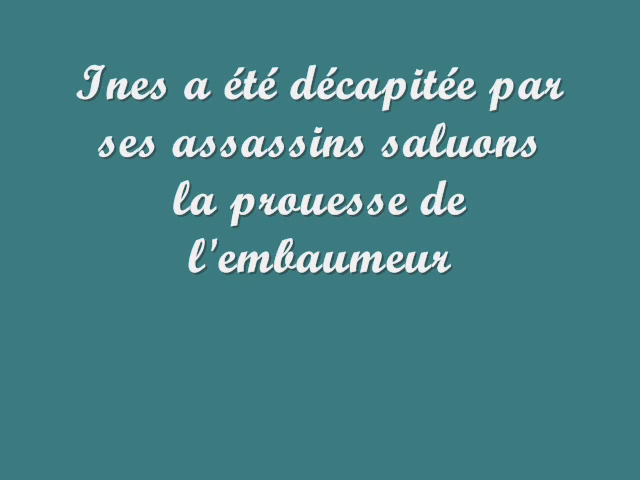 Ines a été décapitée par
ses assassins saluons
la prouesse de
l'embaumeur